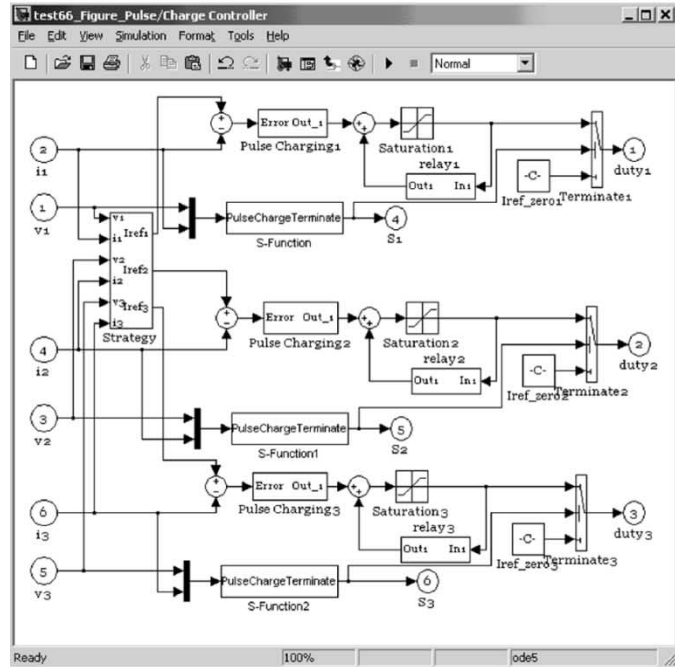 test66_Figure_Pulse/Charge Controller
File Edit View Simulation Format Tools Help
Normal
2
i1
Error Out_1
Pulse Charging1
Saturation1
relay1
Out1 In1
-C-
Iref_zero1
Terminate1
1
duty1
1
v1
PulseChargeTerminate
S-Function
4
S1
v1
i1
v2
i2
v3
i3
Iref1
Iref2
Iref3
Strategy
4
i2
Error Out_1
Pulse Charging2
Saturation2
relay2
Out1 In1
-C-
Iref_zero2
Terminate2
2
duty2
3
v2
PulseChargeTerminate
S-Function1
5
S2
6
i3
Error Out_1
Pulse Charging3
Saturation3
relay3
Out1 In1
-C-
Iref_zero3
Terminate3
3
duty3
5
v3
PulseChargeTerminate
S-Function2
6
S3
Ready 100% ode5